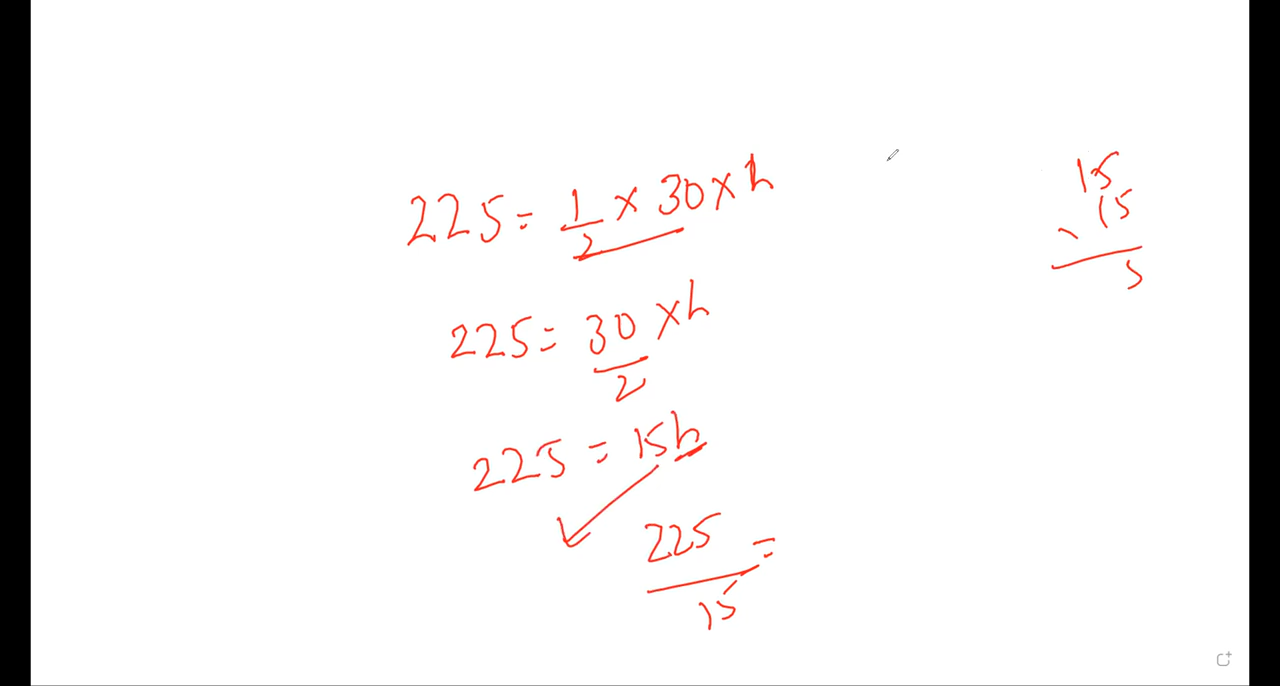 225 = 1/2 × 30 × h
225 = 30/2 × h
225 = 15h
225/15 =
15
15
5